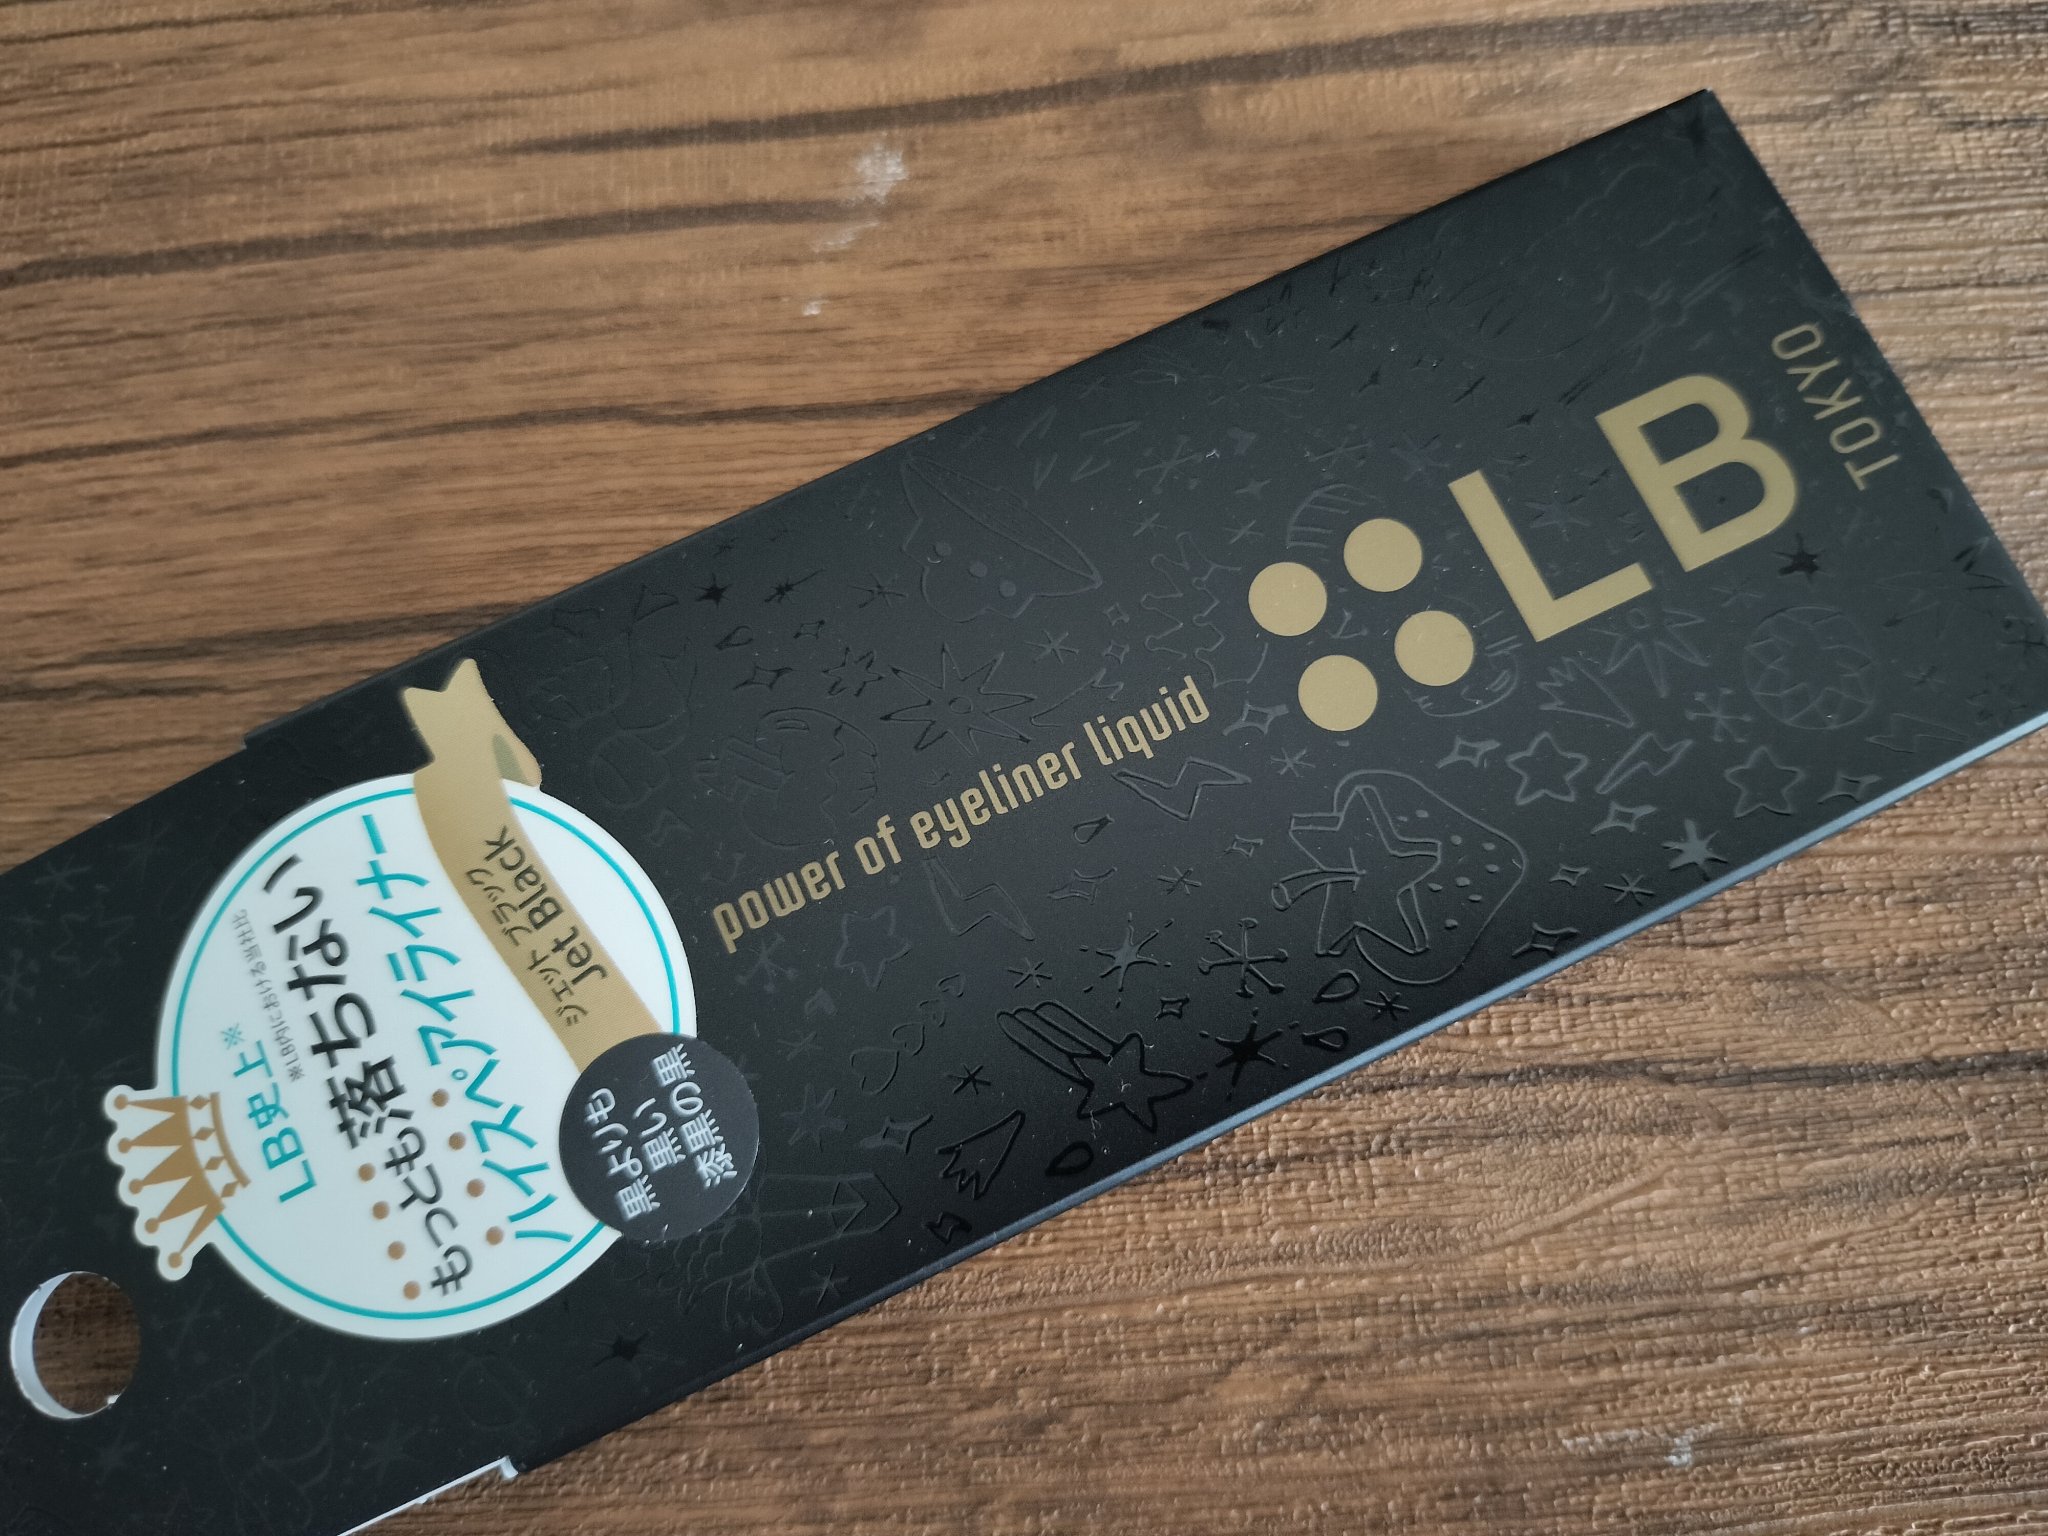 LB史上※
※LB内における当社比
もっとも落ちない
ハイスペアイライナー
ジェットブラック
Jet Black
黒よりも
黒い
漆黒の黒
power of eyeliner liquid
LB
TOKYO